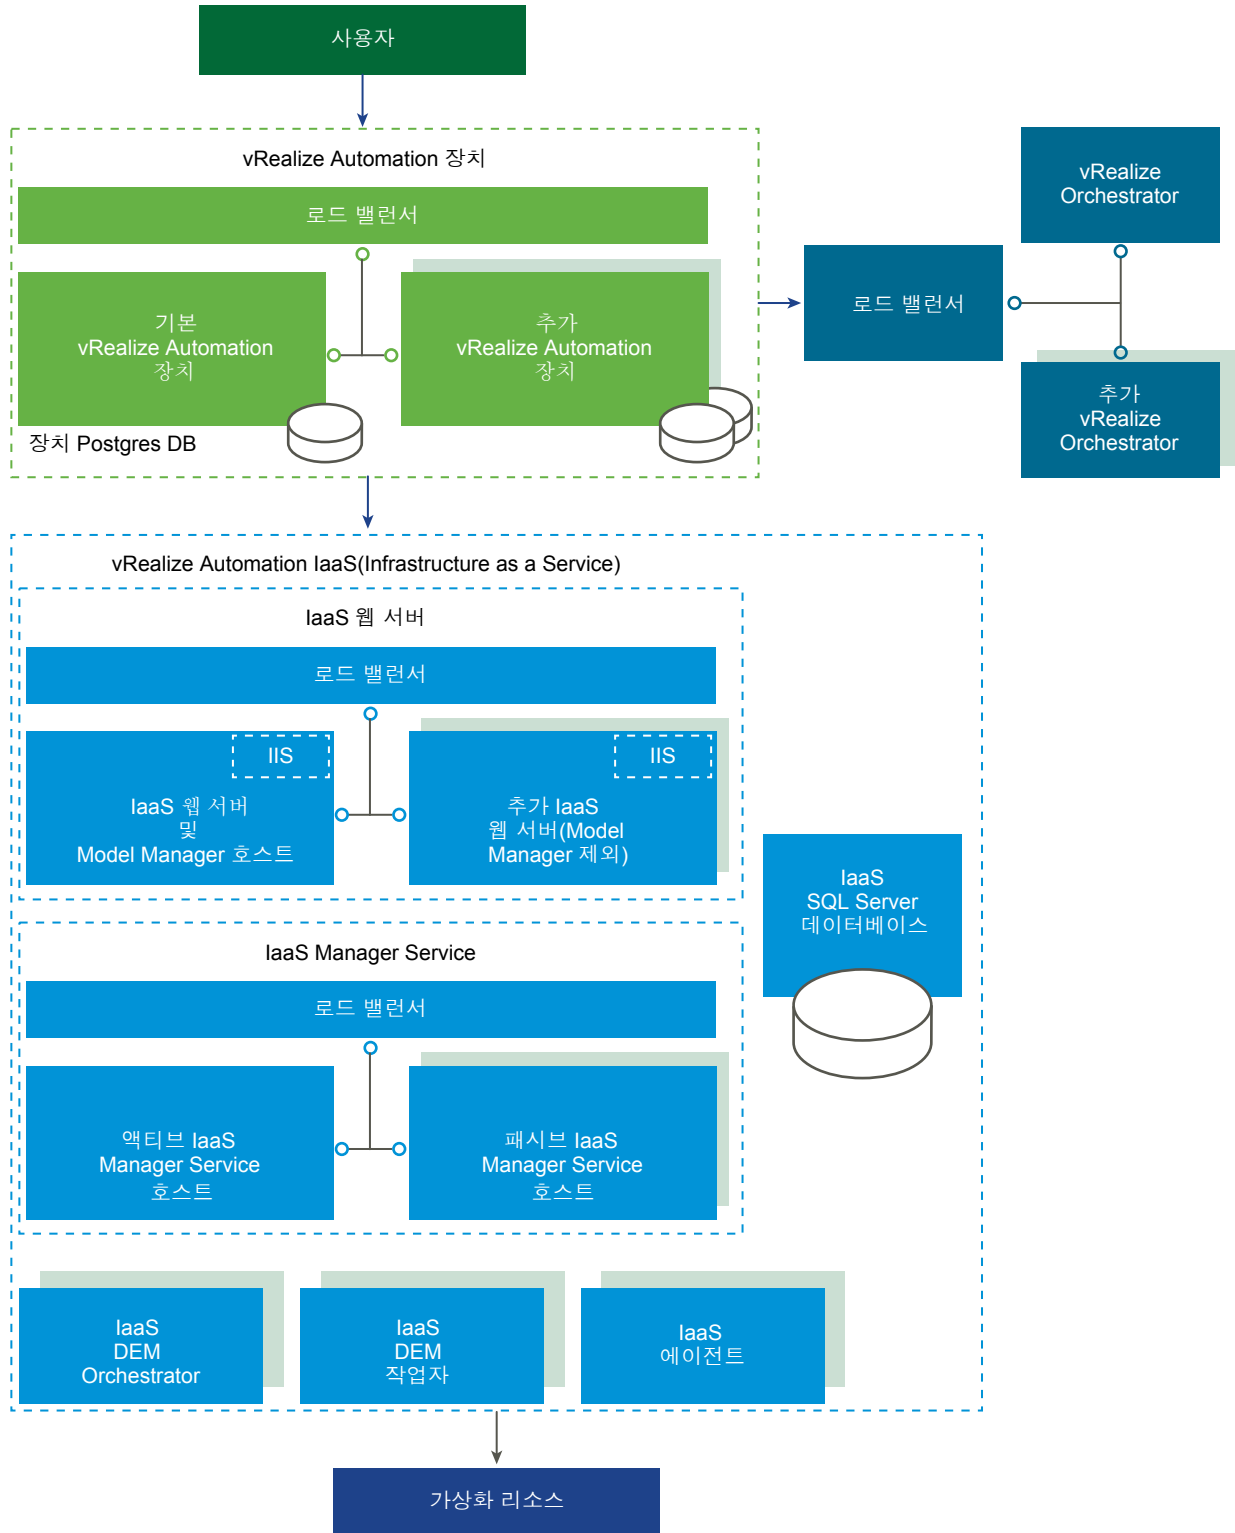 사용자
vRealize Automation 장치
로드 밸런서
기본
vRealize Automation
장치
추가
vRealize Automation
장치
장치 Postgres DB
로드 밸런서
vRealize
Orchestrator
추가
vRealize
Orchestrator
vRealize Automation IaaS(Infrastructure as a Service)
IaaS 웹 서버
로드 밸런서
IIS
IaaS 웹 서버
및
Model Manager 호스트
IIS
추가 IaaS
웹 서버(Model
Manager 제외)
IaaS
SQL Server
데이터베이스
IaaS Manager Service
로드 밸런서
액티브 IaaS
Manager Service
호스트
패시브 IaaS
Manager Service
호스트
IaaS
DEM
Orchestrator
IaaS
DEM
작업자
IaaS
에이전트
가상화 리소스